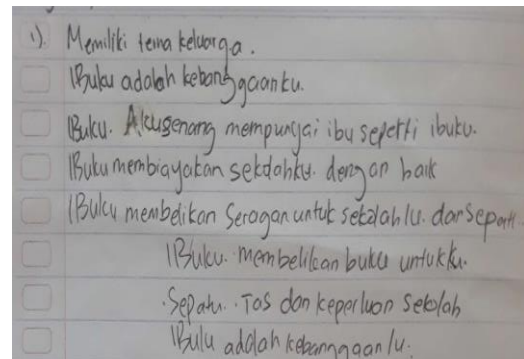 1). Memiliki tema keluarga.
IBuku adalah kebanggaanku.
IBuku. Aku senang mempunyai ibu seperti ibuku.
IBuku membiayakan sekolahku. dengan baik
IBuku membelikan Seragam untuk sekolahku. dan sepatu.
IBuku. membelikan buku untukku.
. Sepatu. . Tas dan keperluan sekolah
IBuku adalah kebanggaanku.